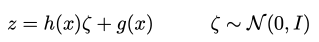 z = h(x)ζ + g(x)    ζ ∼ 𝒩(0, I)